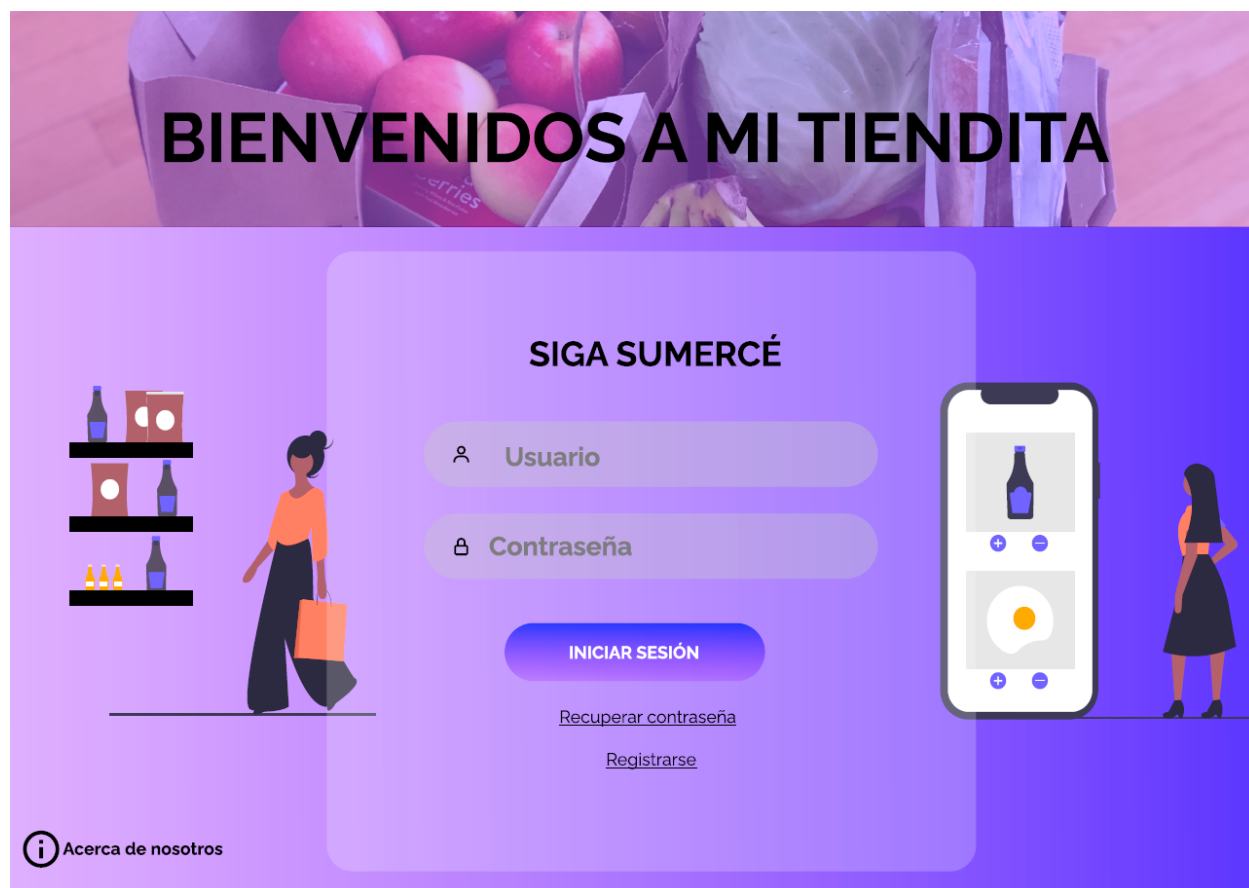 BIENVENIDOS A MI TIENDITA
SIGA SUMERCÉ
Usuario
Contraseña
INICIAR SESIÓN
Recuperar contraseña
Registrarse
Acerca de nosotros